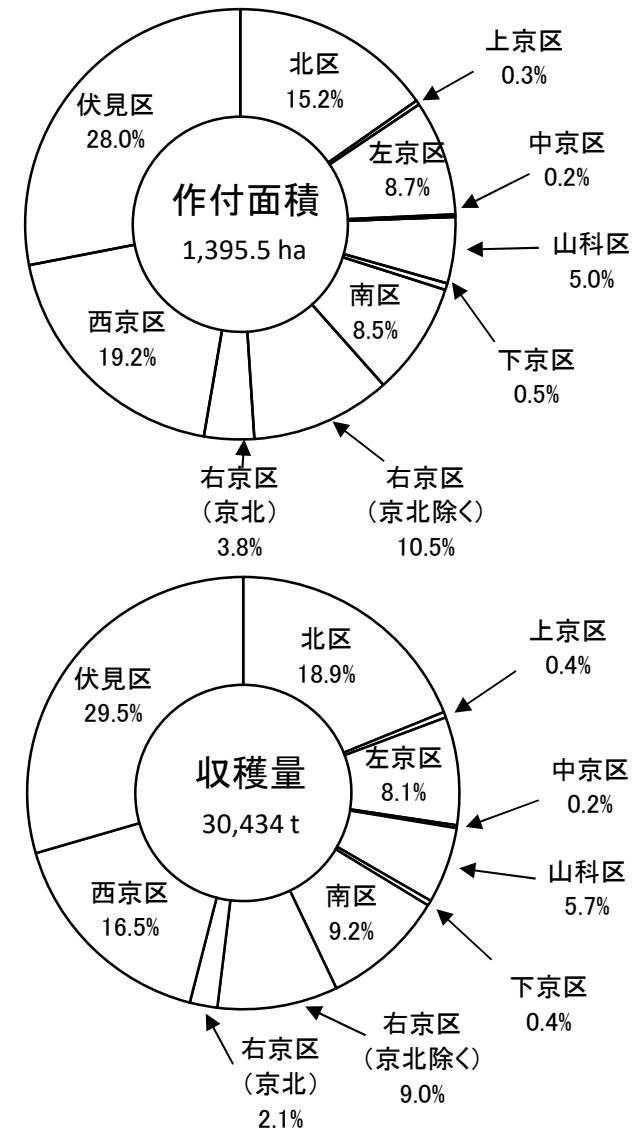 北区
15.2%
上京区
0.3%
左京区
8.7%
中京区
0.2%
山科区
5.0%
下京区
0.5%
南区
8.5%
右京区
（京北除く）
10.5%
右京区
（京北）
3.8%
西京区
19.2%
伏見区
28.0%
作付面積
1,395.5 ha
北区
18.9%
上京区
0.4%
左京区
8.1%
中京区
0.2%
山科区
5.7%
下京区
0.4%
南区
9.2%
右京区
（京北除く）
9.0%
右京区
（京北）
2.1%
西京区
16.5%
伏見区
29.5%
収穫量
30,434 t